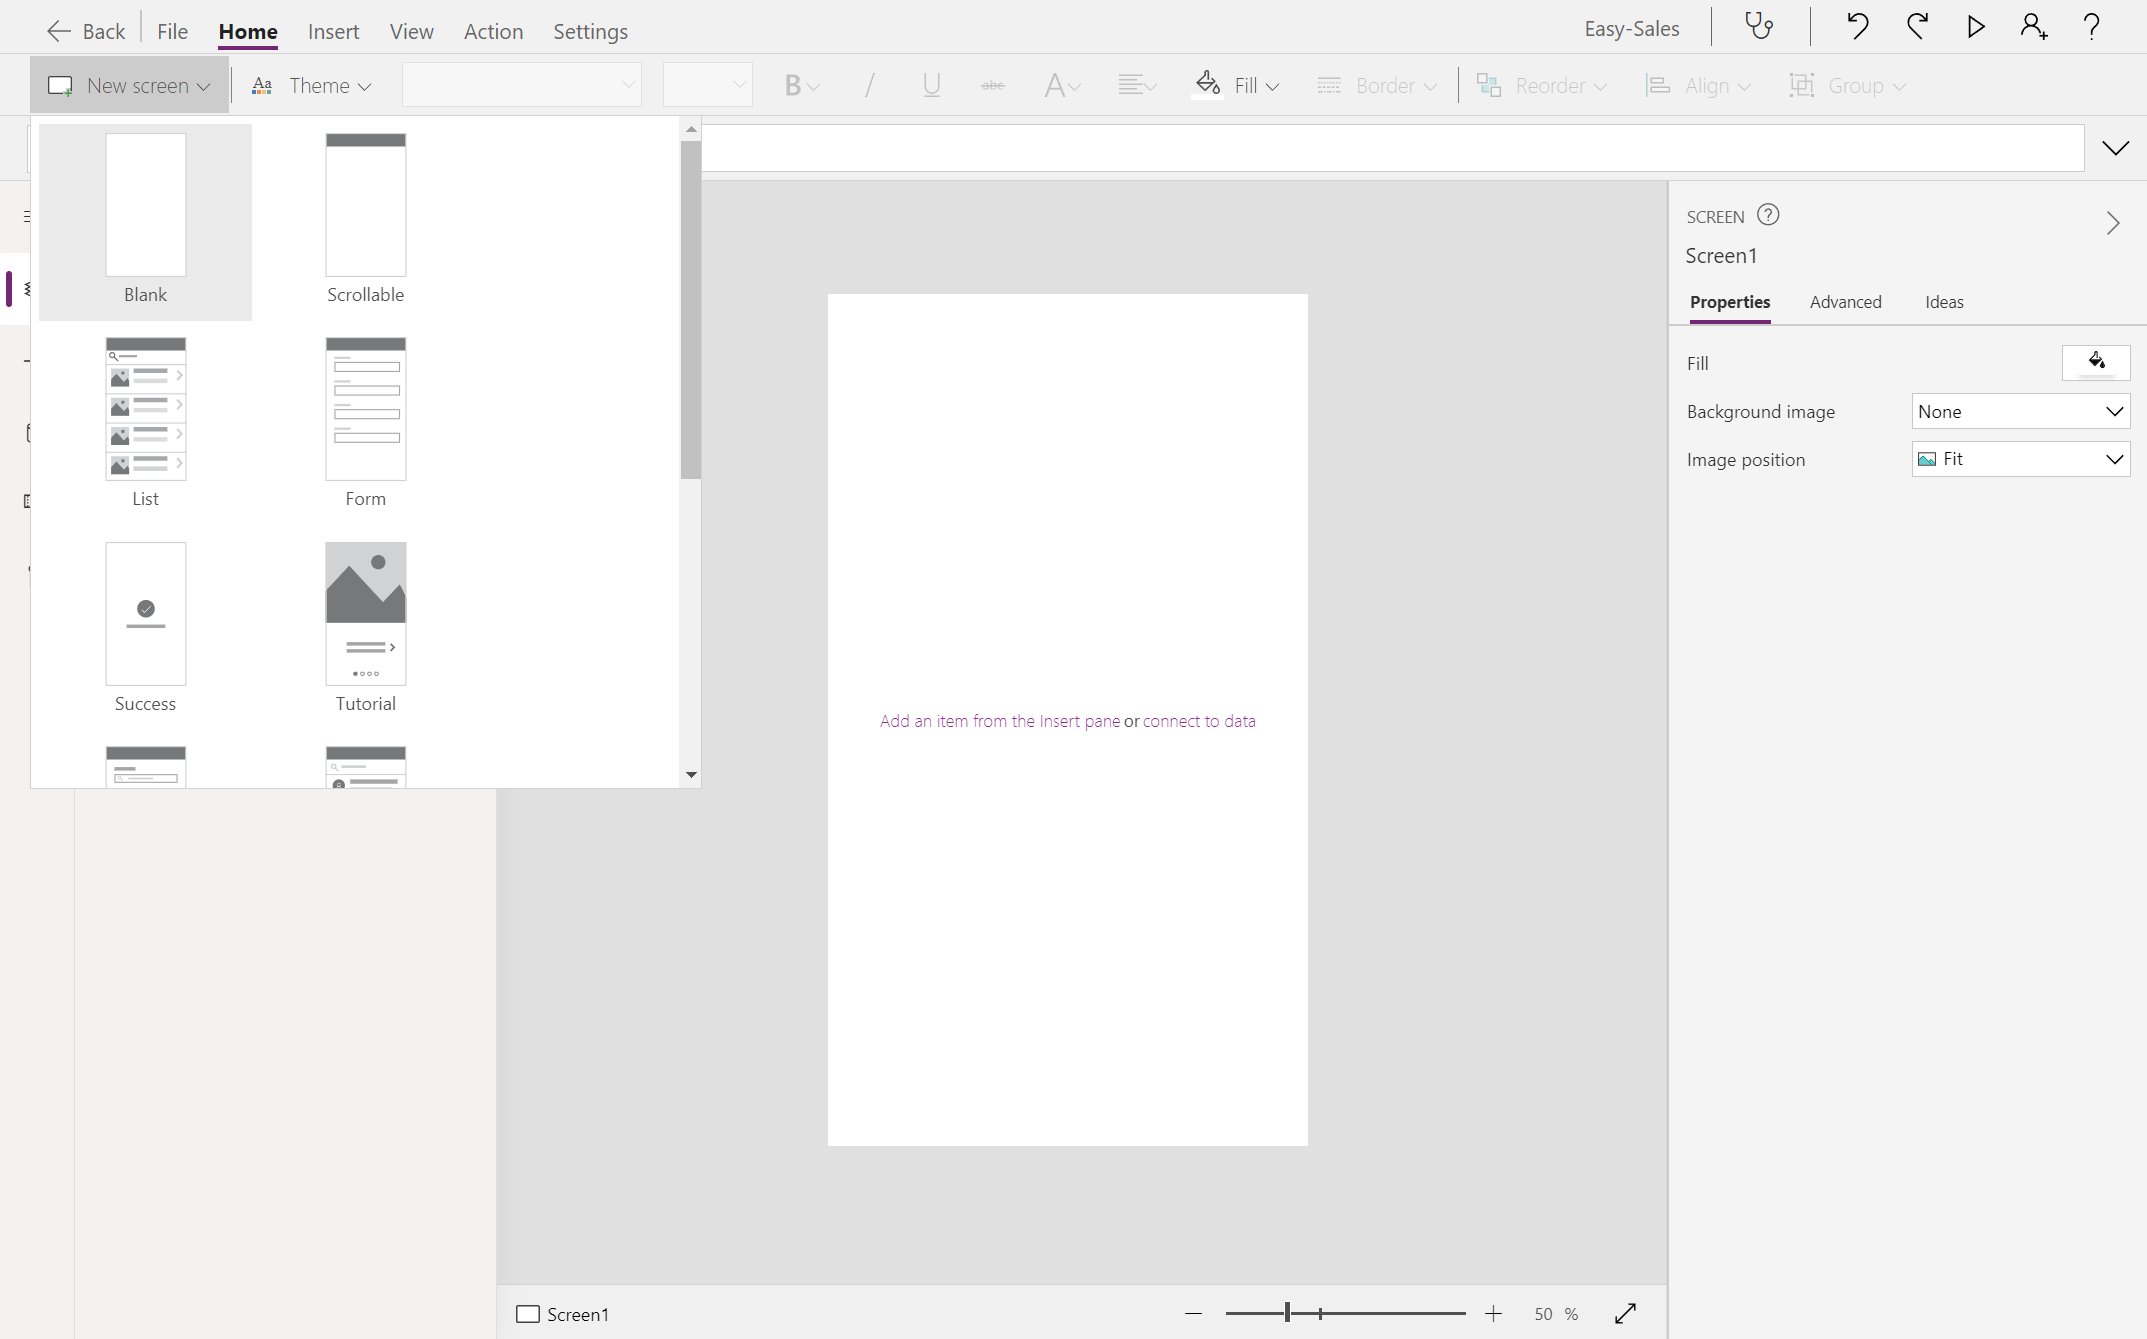 Back File Home Insert View Action Settings Easy-Sales
New screen Aa Theme B / U abc A Fill Border Reorder Align Group
Blank Scrollable
List Form
Success Tutorial
Add an item from the Insert pane or connect to data
SCREEN
Screen1
Properties Advanced Ideas
Fill
Background image None
Image position Fit
Screen1 50 %